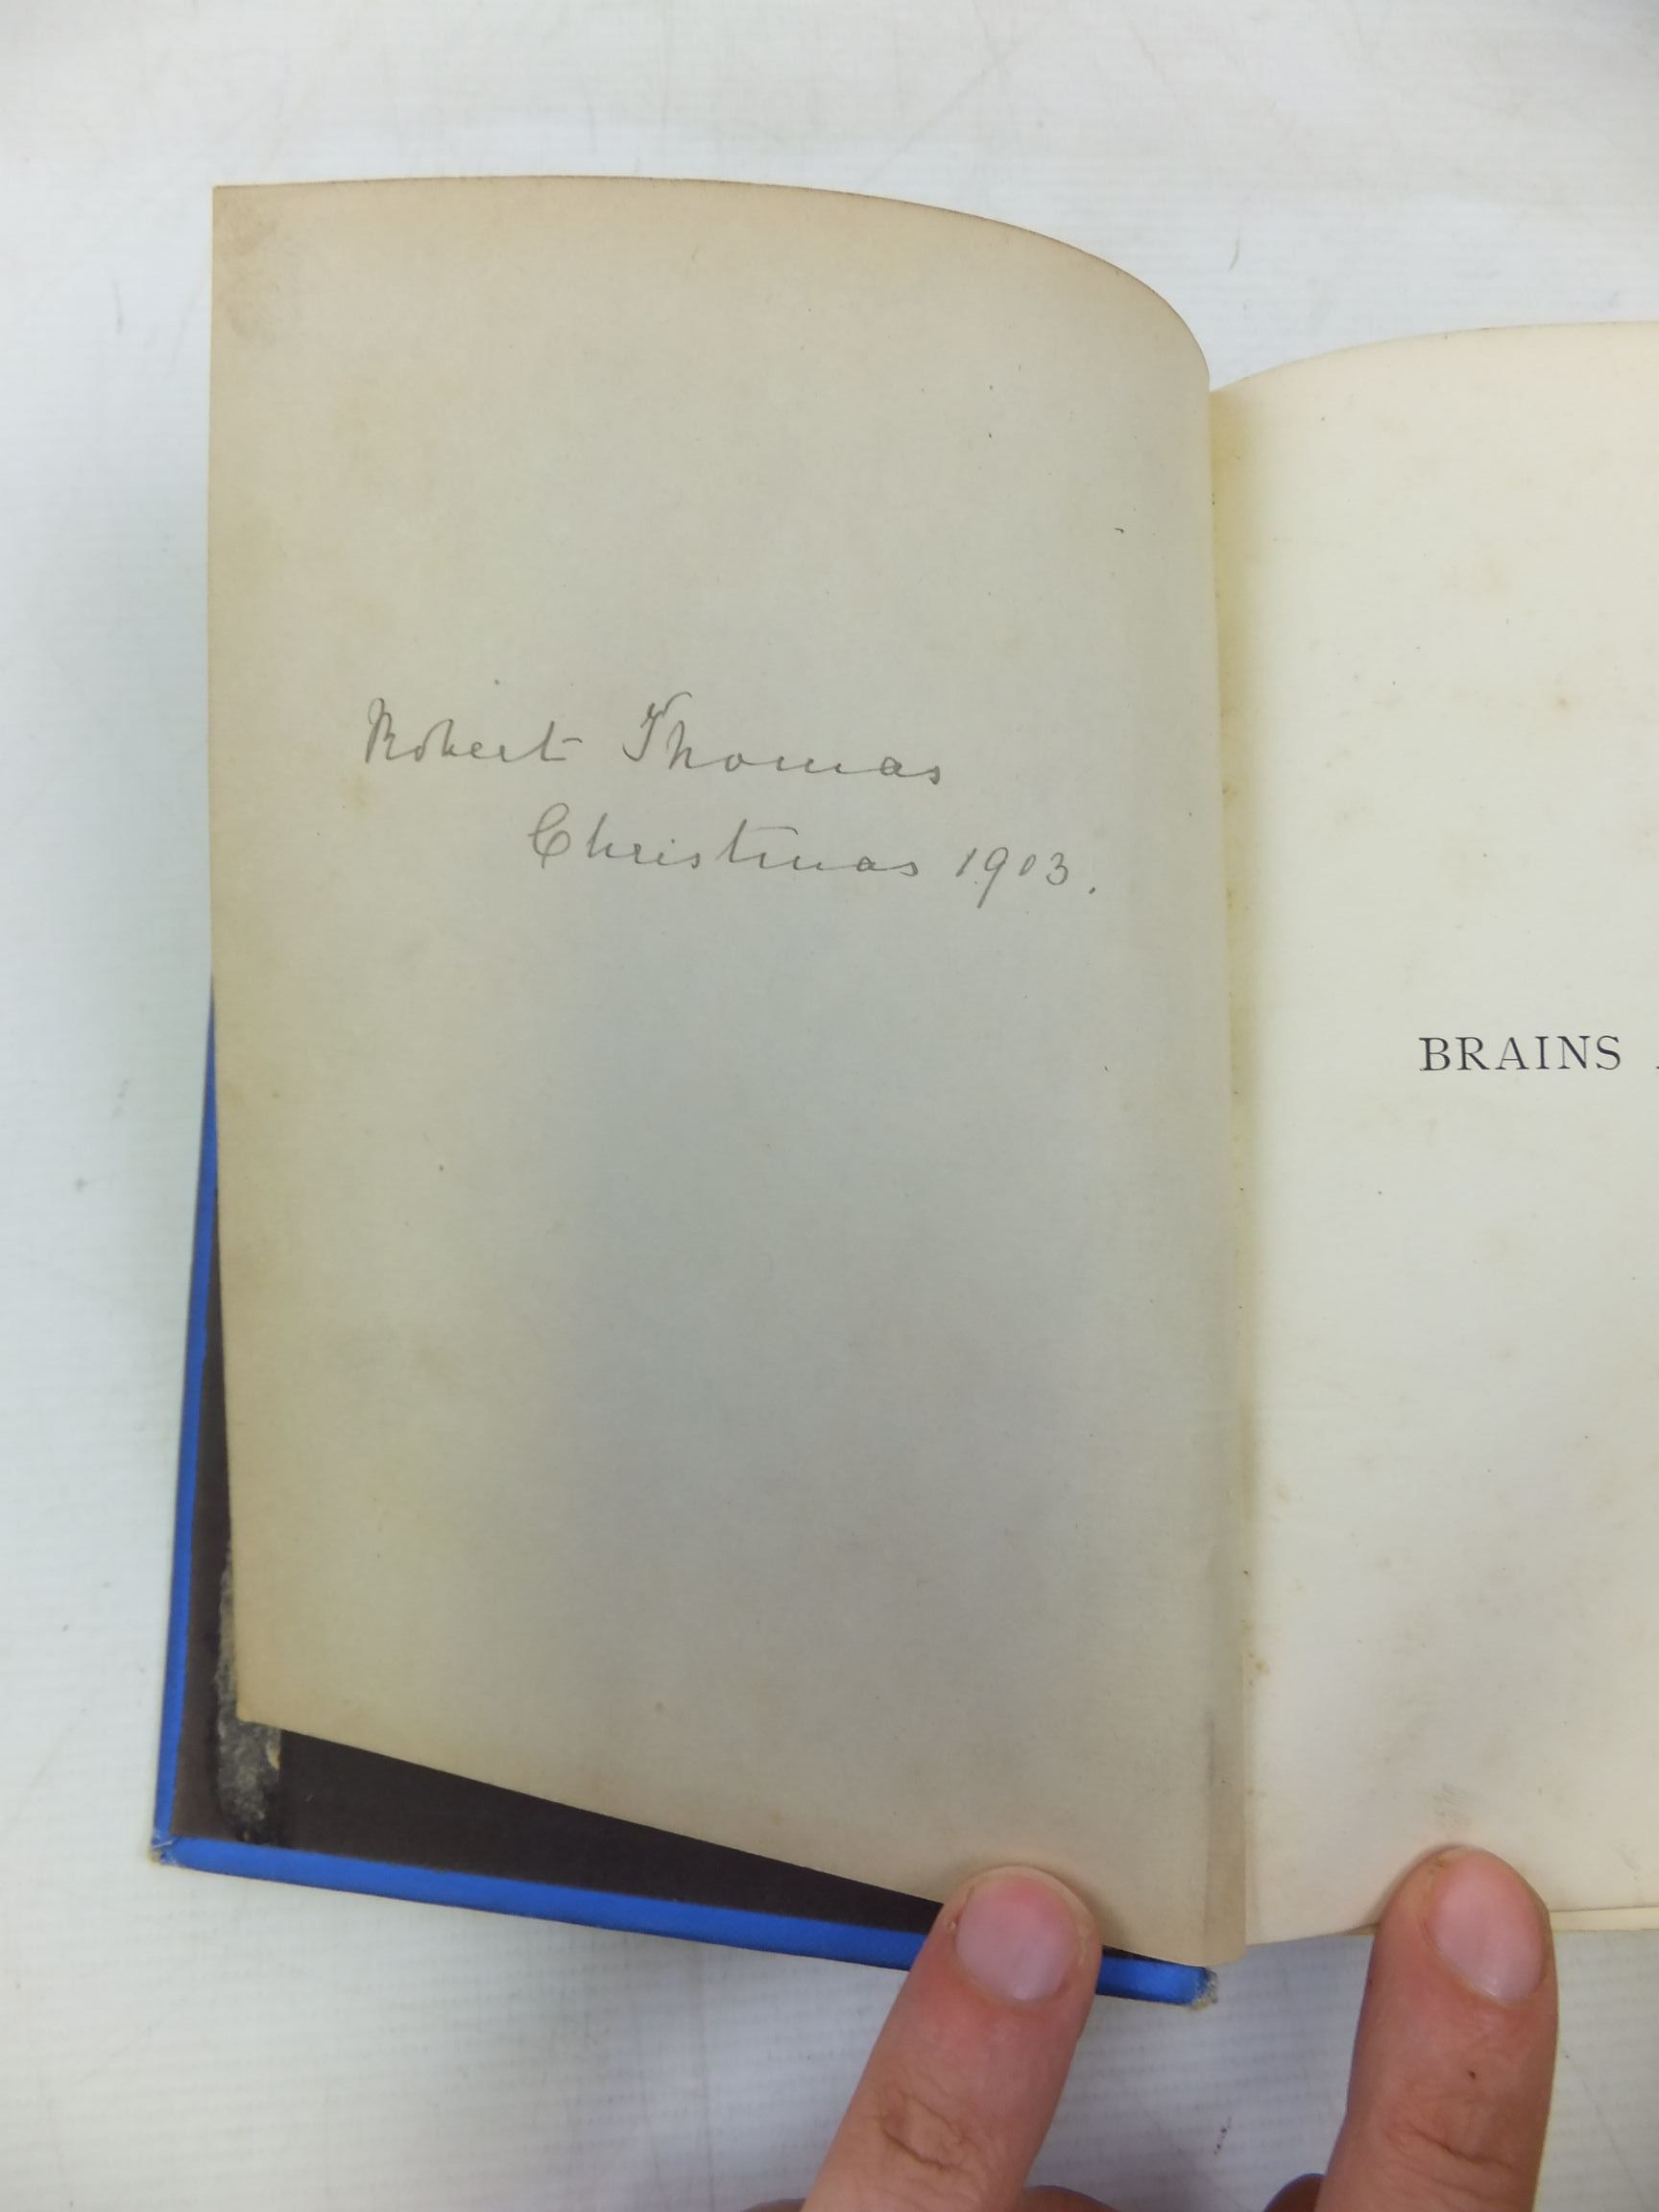 Robert Thomas
Christmas 1903.
BRAINS